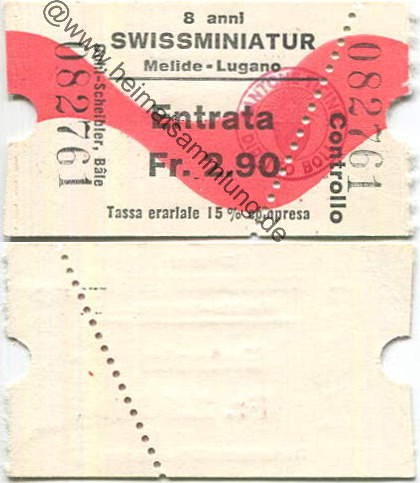 8 anni
SWISSMINIATUR
Melide - Lugano
Entrata
Fr. 2,90
Tassa erariale 15% compresa
082761
-Scheibler, Bâle
Controllo
082761
@www.heimatsammlung.de